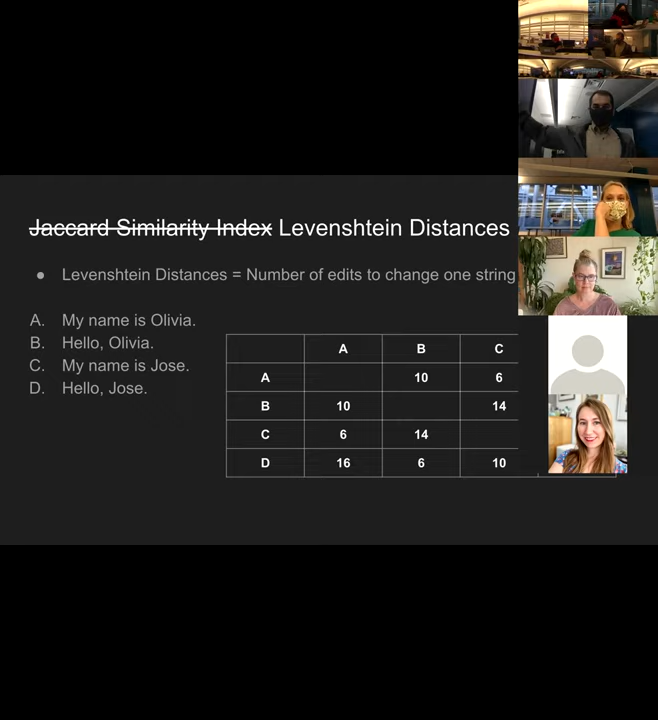 Jaccard Similarity Index Levenshtein Distances
● Levenshtein Distances = Number of edits to change one string
A. My name is Olivia.
B. Hello, Olivia.
C. My name is Jose.
D. Hello, Jose.
A B C
A 10 6
B 10 14
C 6 14
D 16 6 10